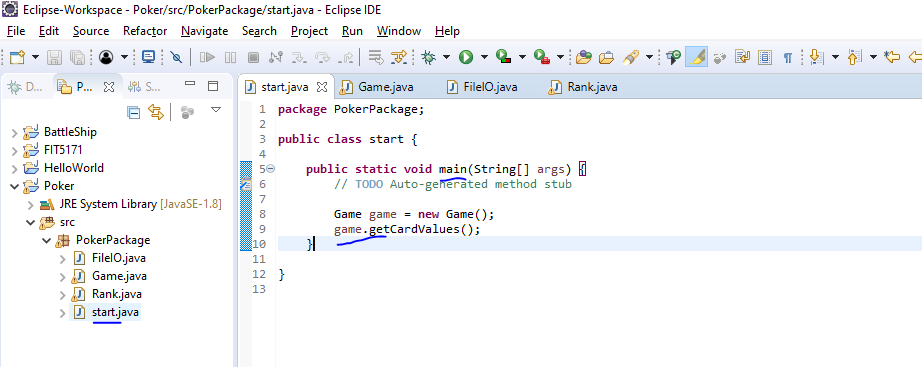 Eclipse-Workspace - Poker/src/PokerPackage/start.java - Eclipse IDE
File Edit Source Refactor Navigate Search Project Run Window Help
D... P... S...
start.java Game.java FileIO.java Rank.java
BattleShip
FIT5171
HelloWorld
Poker
JRE System Library [JavaSE-1.8]
src
PokerPackage
FileIO.java
Game.java
Rank.java
start.java
1 package PokerPackage;
2
3 public class start {
4
5 public static void main(String[] args) {
6 // TODO Auto-generated method stub
7
8 Game game = new Game();
9 game.getCardValues();
10 }
11
12 }
13